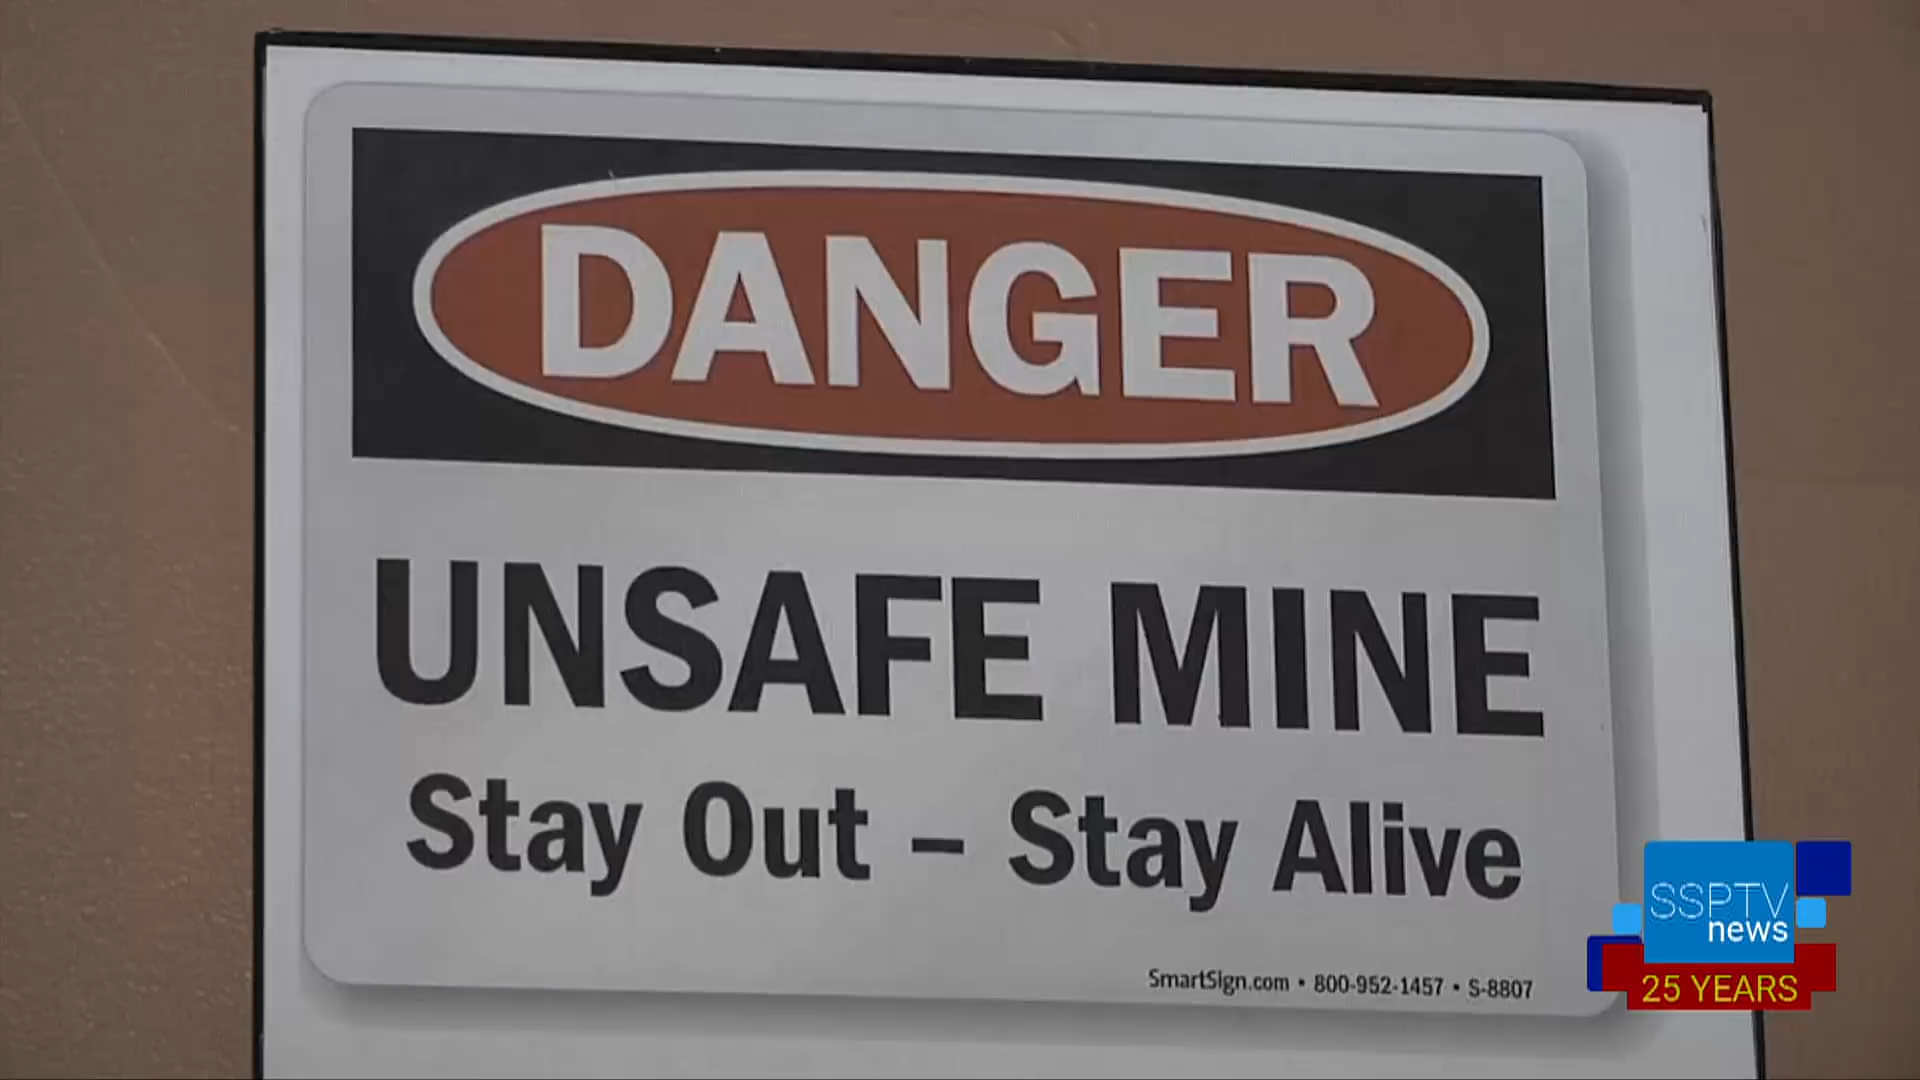 DANGER
UNSAFE MINE
Stay Out – Stay Alive
SmartSign.com • 800-952-1457 • S-8807
SSPTV
news
25 YEARS